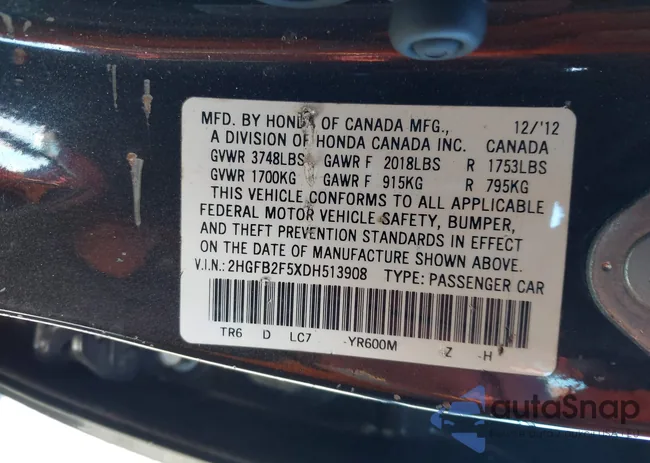 MFD. BY HONDA OF CANADA MFG., 12/'12
A DIVISION OF HONDA CANADA INC. CANADA
GVWR 3748LBS GAWR F 2018LBS R 1753LBS
GVWR 1700KG GAWR F 915KG R 795KG
THIS VEHICLE CONFORMS TO ALL APPLICABLE
FEDERAL MOTOR VEHICLE SAFETY, BUMPER,
AND THEFT PREVENTION STANDARDS IN EFFECT
ON THE DATE OF MANUFACTURE SHOWN ABOVE.
V.I.N.: 2HGFB2F5XDH513908 TYPE: PASSENGER CAR
TR6 D LC7 -YR600M Z -H
autoSnap